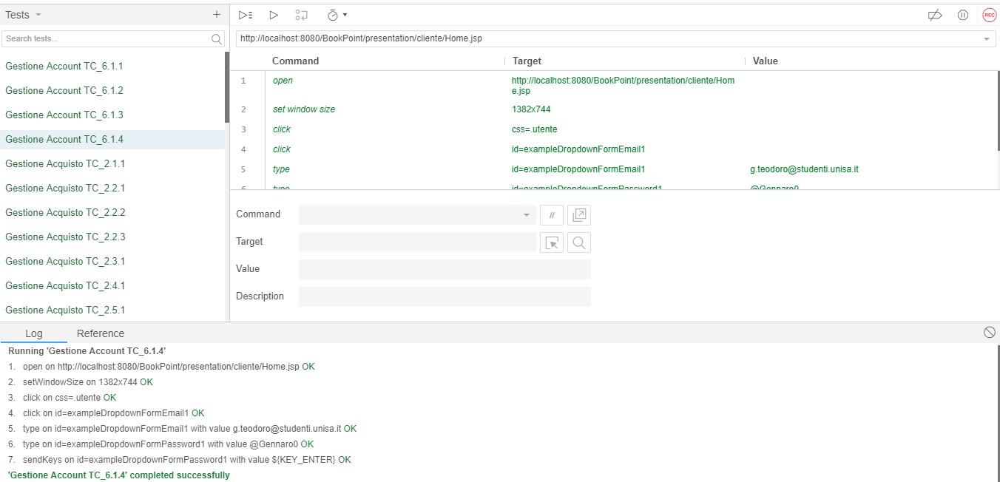 Tests
Search tests...
Gestione Account TC_6.1.1
Gestione Account TC_6.1.2
Gestione Account TC_6.1.3
Gestione Account TC_6.1.4
Gestione Acquisto TC_2.1.1
Gestione Acquisto TC_2.2.1
Gestione Acquisto TC_2.2.2
Gestione Acquisto TC_2.2.3
Gestione Acquisto TC_2.3.1
Gestione Acquisto TC_2.4.1
Gestione Acquisto TC_2.5.1
REC
http://localhost:8080/BookPoint/presentation/cliente/Home.jsp
Command Target Value
1 open http://localhost:8080/BookPoint/presentation/cliente/Hom
e.jsp
2 set window size 1382x744
3 click css=.utente
4 click id=exampleDropdownFormEmail1
5 type id=exampleDropdownFormEmail1 g.teodoro@studenti.unisa.it
6 type id=exampleDropdownFormPassword1 @Gennaro0
Command //
Target
Value
Description
Log Reference
Running 'Gestione Account TC_6.1.4'
1. open on http://localhost:8080/BookPoint/presentation/cliente/Home.jsp OK
2. setWindowSize on 1382x744 OK
3. click on css=.utente OK
4. click on id=exampleDropdownFormEmail1 OK
5. type on id=exampleDropdownFormEmail1 with value g.teodoro@studenti.unisa.it OK
6. type on id=exampleDropdownFormPassword1 with value @Gennaro0 OK
7. sendKeys on id=exampleDropdownFormPassword1 with value ${KEY_ENTER} OK
'Gestione Account TC_6.1.4' completed successfully